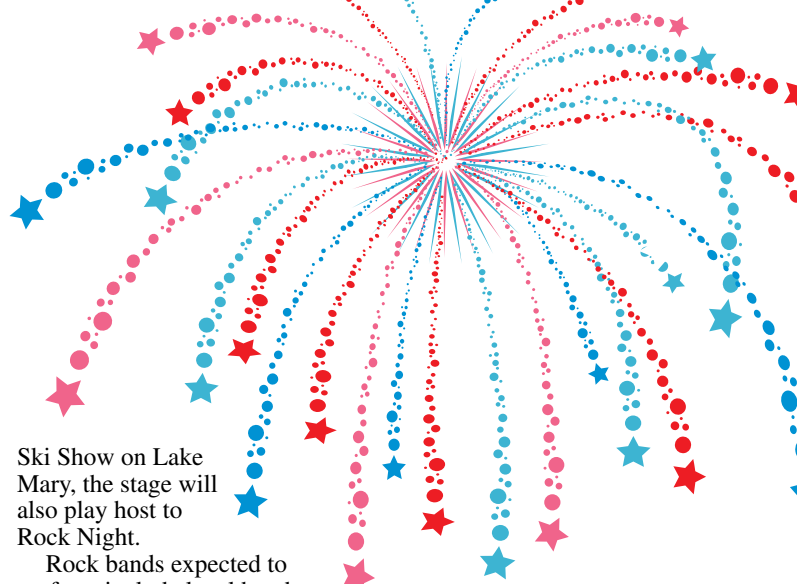 Ski Show on Lake
Mary, the stage will
also play host to
Rock Night.
Rock bands expected to